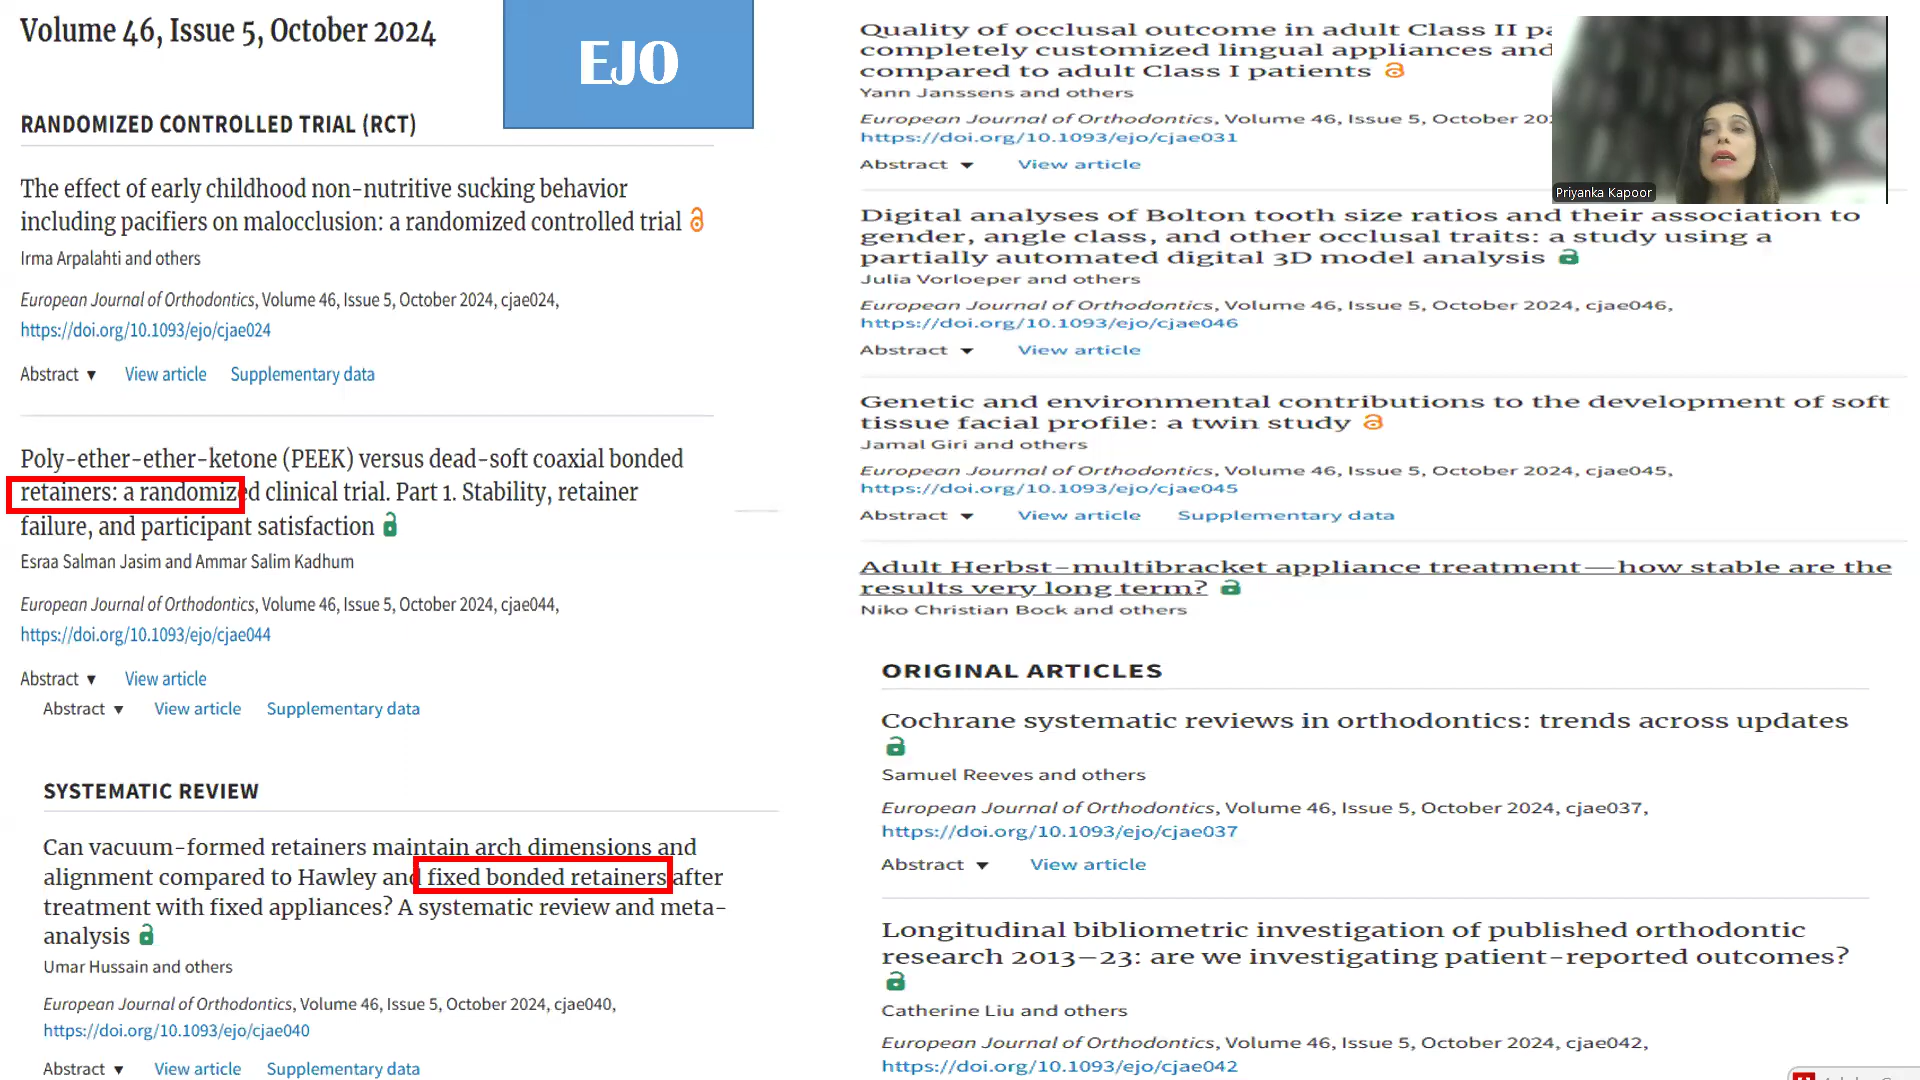 Volume 46, Issue 5, October 2024
EJO
RANDOMIZED CONTROLLED TRIAL (RCT)
The effect of early childhood non-nutritive sucking behavior
including pacifiers on malocclusion: a randomized controlled trial
Irma Arpalahti and others
European Journal of Orthodontics, Volume 46, Issue 5, October 2024, cjae024,
https://doi.org/10.1093/ejo/cjae024
Abstract View article Supplementary data
Poly-ether-ether-ketone (PEEK) versus dead-soft coaxial bonded
retainers: a randomized clinical trial. Part 1. Stability, retainer
failure, and participant satisfaction
Esraa Salman Jasim and Ammar Salim Kadhum
European Journal of Orthodontics, Volume 46, Issue 5, October 2024, cjae044,
https://doi.org/10.1093/ejo/cjae044
Abstract View article
Abstract View article Supplementary data
SYSTEMATIC REVIEW
Can vacuum-formed retainers maintain arch dimensions and
alignment compared to Hawley and fixed bonded retainers after
treatment with fixed appliances? A systematic review and meta-
analysis
Umar Hussain and others
European Journal of Orthodontics, Volume 46, Issue 5, October 2024, cjae040,
https://doi.org/10.1093/ejo/cjae040
Abstract View article Supplementary data
Quality of occlusal outcome in adult Class II
completely customized lingual appliances and
compared to adult Class I patients
Yann Janssens and others
European Journal of Orthodontics, Volume 46, Issue 5, October
https://doi.org/10.1093/ejo/cjae031
Abstract View article
Priyanka Kapoor
Digital analyses of Bolton tooth size ratios and their association to
gender, angle class, and other occlusal traits: a study using a
partially automated digital 3D model analysis
Julia Vorloeper and others
European Journal of Orthodontics, Volume 46, Issue 5, October 2024, cjae046,
https://doi.org/10.1093/ejo/cjae046
Abstract View article
Genetic and environmental contributions to the development of soft
tissue facial profile: a twin study
Jamal Giri and others
European Journal of Orthodontics, Volume 46, Issue 5, October 2024, cjae045,
https://doi.org/10.1093/ejo/cjae045
Abstract View article Supplementary data
Adult Herbst-multibracket appliance treatment—how stable are the
results very long term?
Niko Christian Bock and others
ORIGINAL ARTICLES
Cochrane systematic reviews in orthodontics: trends across updates
Samuel Reeves and others
European Journal of Orthodontics, Volume 46, Issue 5, October 2024, cjae037,
https://doi.org/10.1093/ejo/cjae037
Abstract View article
Longitudinal bibliometric investigation of published orthodontic
research 2013–23: are we investigating patient-reported outcomes?
Catherine Liu and others
European Journal of Orthodontics, Volume 46, Issue 5, October 2024, cjae042,
https://doi.org/10.1093/ejo/cjae042